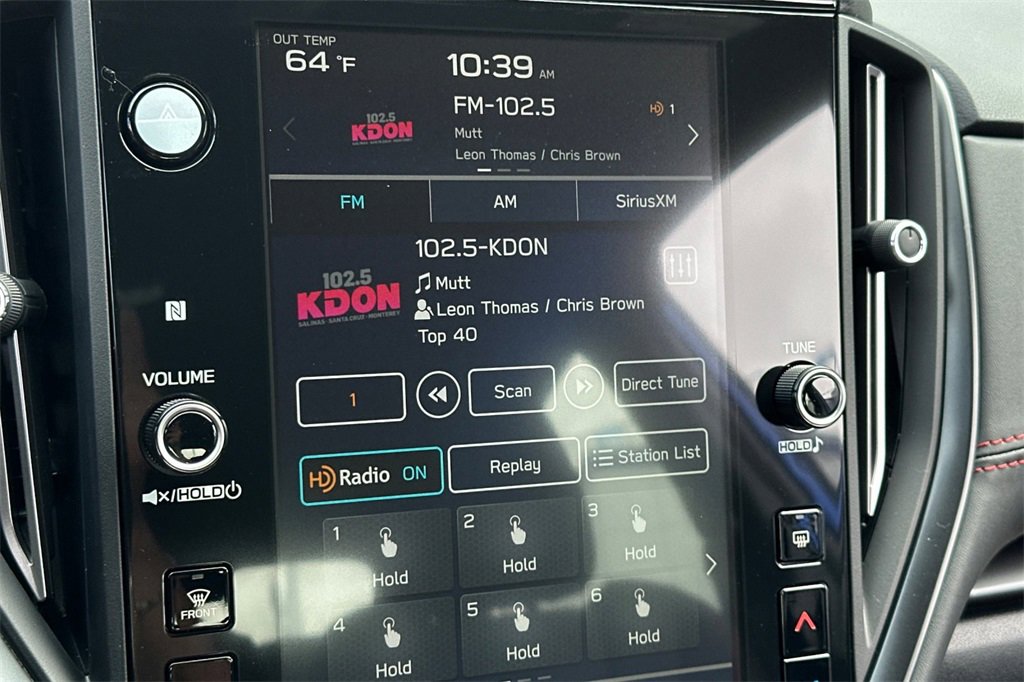 OUT TEMP
64 °F
10:39 AM
FM-102.5
HD 1
102.5
KDON
Mutt
Leon Thomas / Chris Brown
FM
AM
SiriusXM
102.5-KDON
102.5
KDON
SALINAS · SANTA CRUZ · MONTEREY
Mutt
Leon Thomas / Chris Brown
Top 40
VOLUME
TUNE
1
Scan
Direct Tune
HOLD
HD Radio ON
Replay
Station List
HOLD
1
Hold
2
Hold
3
Hold
FRONT
4
Hold
5
Hold
6
Hold